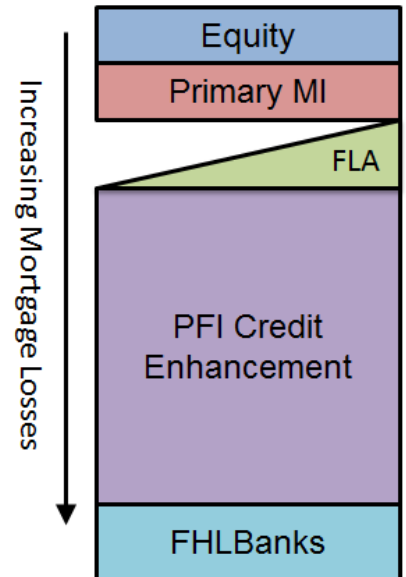 Increasing Mortgage Losses
Equity
Primary MI
FLA
PFI Credit
Enhancement
FHLBanks